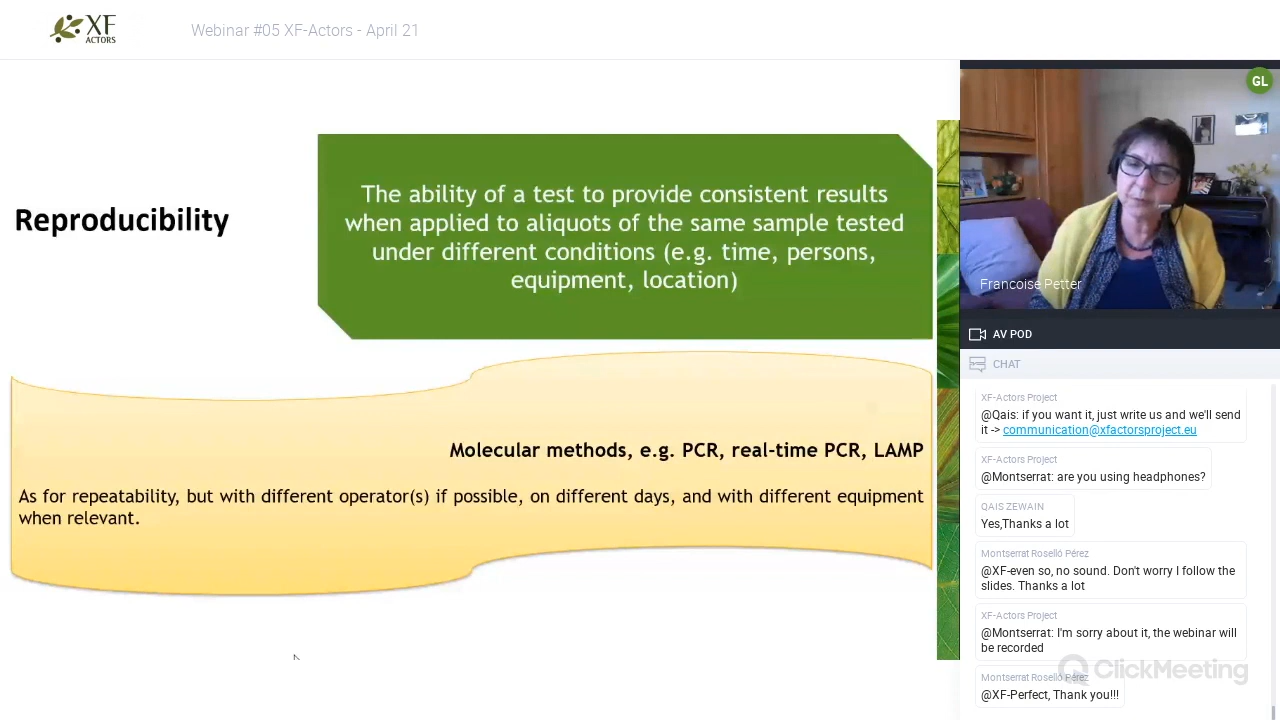 XF
ACTORS
Webinar #05 XF-Actors - April 21
Reproducibility
The ability of a test to provide consistent results
when applied to aliquots of the same sample tested
under different conditions (e.g. time, persons,
equipment, location)
Molecular methods, e.g. PCR, real-time PCR, LAMP
As for repeatability, but with different operator(s) if possible, on different days, and with different equipment
when relevant.
GL
Francoise Petter
AV POD
CHAT
XF-Actors Project
@Qais: if you want it, just write us and we'll send
it -> communication@xfactorsproject.eu
XF-Actors Project
@Montserrat: are you using headphones?
QAIS ZEWAIN
Yes,Thanks a lot
Montserrat Roselló Pérez
@XF-even so, no sound. Don't worry I follow the
slides. Thanks a lot
XF-Actors Project
@Montserrat: I'm sorry about it, the webinar will
be recorded
Montserrat Roselló Pérez
@XF-Perfect, Thank you!!!
ClickMeeting